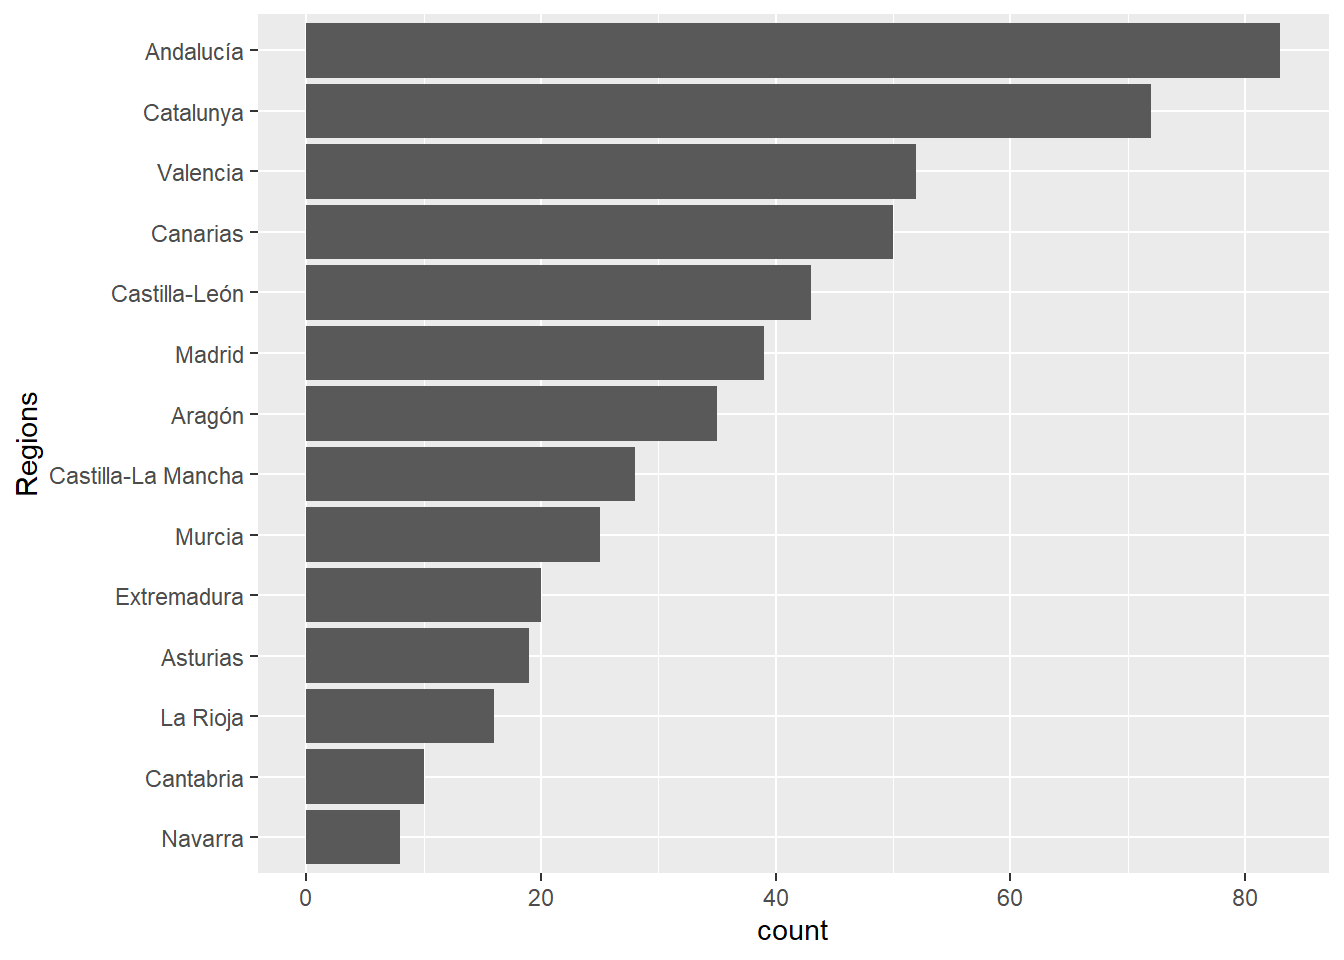 Regions
Andalucía
Catalunya
Valencia
Canarias
Castilla-León
Madrid
Aragón
Castilla-La Mancha
Murcia
Extremadura
Asturias
La Rioja
Cantabria
Navarra
0 20 40 60 80
count